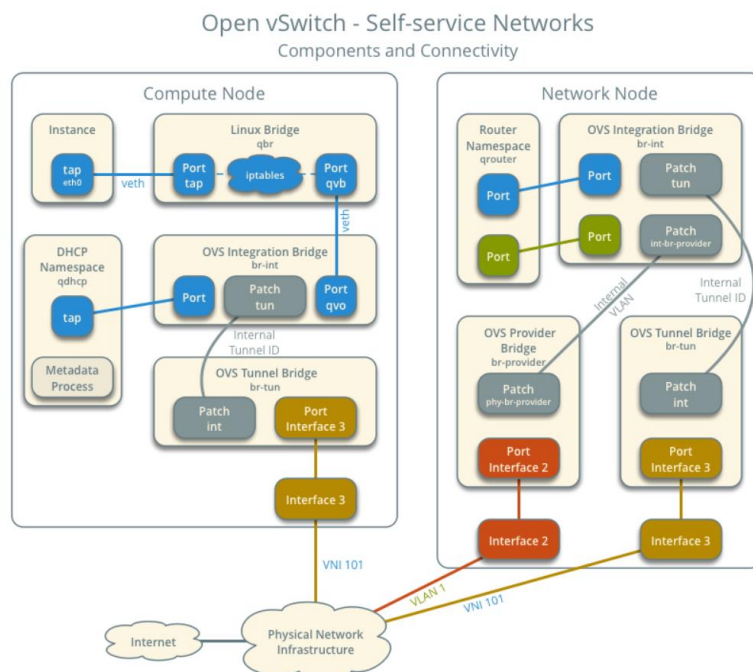 Open vSwitch - Self-service Networks
Components and Connectivity
Compute Node
Instance
tap
eth0
veth
Linux Bridge
qbr
Port
tap
iptables
Port
qvb
veth
DHCP
Namespace
qdhcp
tap
Metadata
Process
OVS Integration Bridge
br-int
Port
Patch
tun
Port
qvo
Internal
Tunnel ID
OVS Tunnel Bridge
br-tun
Patch
int
Port
Interface 3
Interface 3
VNI 101
Network Node
Router
Namespace
qrouter
Port
Port
OVS Integration Bridge
br-int
Port
Patch
tun
Port
Patch
int-br-provider
Internal
VLAN
Internal
Tunnel ID
OVS Provider
Bridge
br-provider
Patch
phy-br-provider
Port
Interface 2
Interface 2
OVS Tunnel Bridge
br-tun
Patch
int
Port
Interface 3
Interface 3
VLAN 1
VNI 101
Internet
Physical Network
Infrastructure